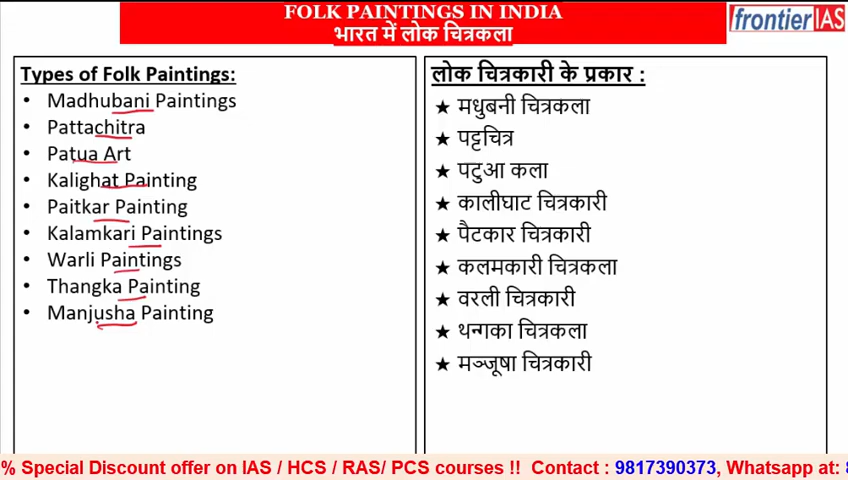 FOLK PAINTINGS IN INDIA
भारत में लोक चित्रकला
frontierIAS
Types of Folk Paintings:
• Madhubani Paintings
• Pattachitra
• Patua Art
• Kalighat Painting
• Paitkar Painting
• Kalamkari Paintings
• Warli Paintings
• Thangka Painting
• Manjusha Painting
लोक चित्रकारी के प्रकार :
★ मधुबनी चित्रकला
★ पट्टचित्र
★ पटुआ कला
★ कालीघाट चित्रकारी
★ पैटकार चित्रकारी
★ कलमकारी चित्रकला
★ वरली चित्रकारी
★ थन्गका चित्रकला
★ मञ्जूषा चित्रकारी
% Special Discount offer on IAS / HCS / RAS/ PCS courses !! Contact : 9817390373, Whatsapp at: